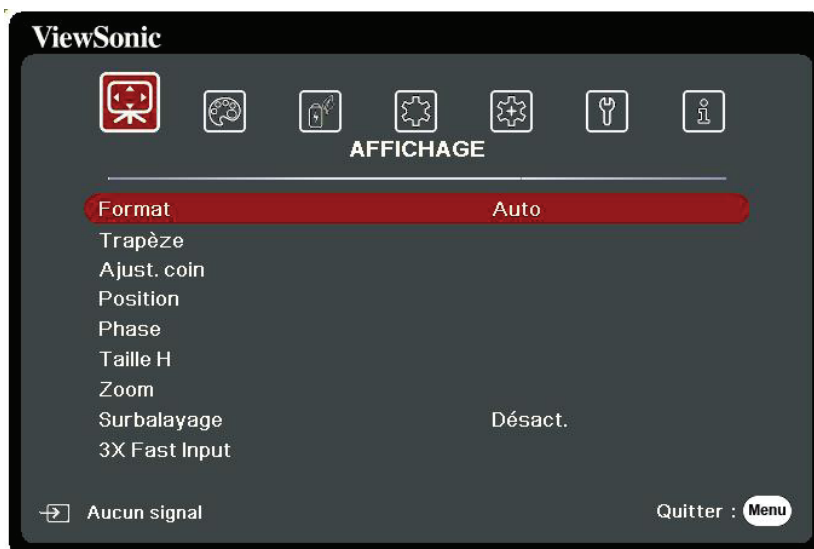 ViewSonic
AFFICHAGE
Format Auto
Trapèze
Ajust. coin
Position
Phase
Taille H
Zoom
Surbalayage Désact.
3X Fast Input
Aucun signal Quitter : Menu